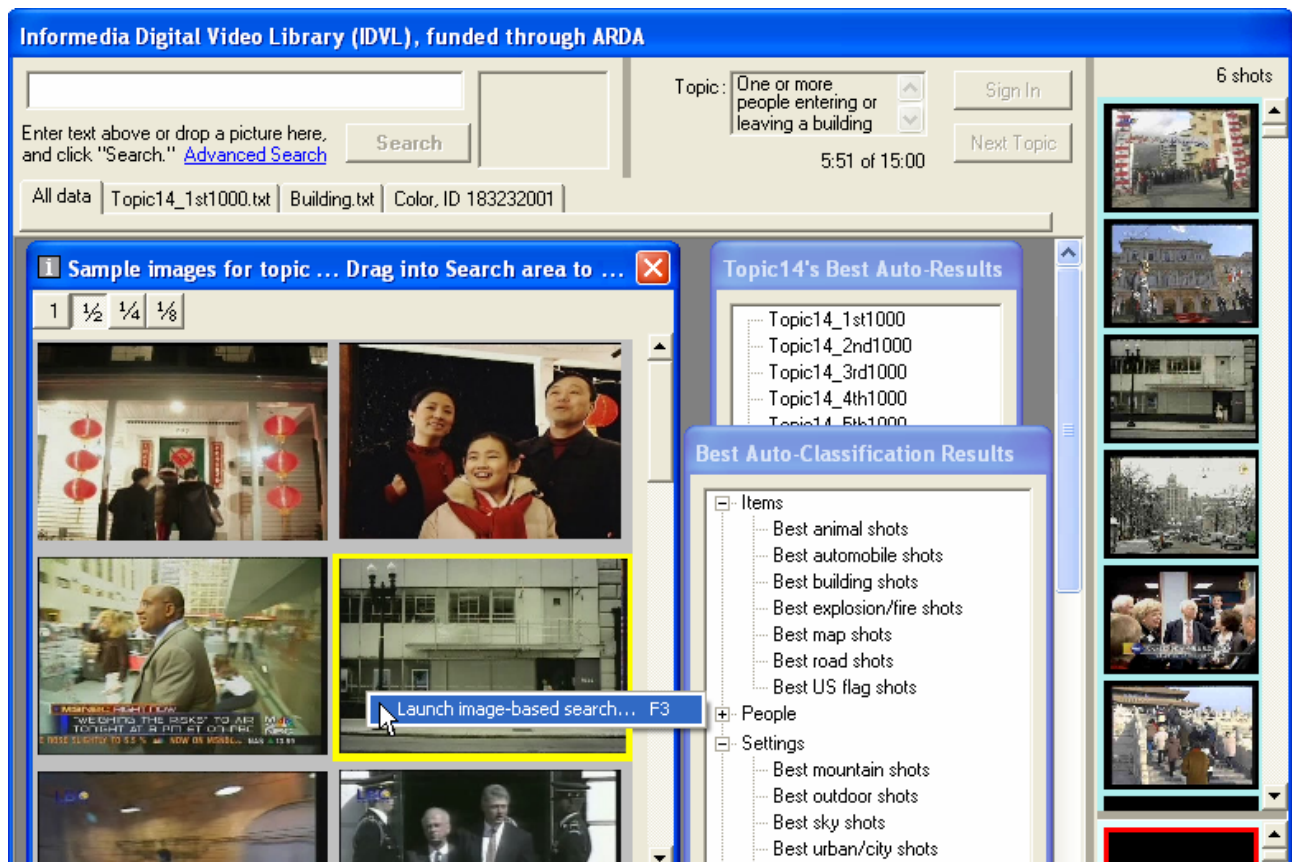 Informedia Digital Video Library (IDVL), funded through ARDA
Enter text above or drop a picture here,
and click "Search." Advanced Search
Search
Topic:
One or more
people entering or
leaving a building
5:51 of 15:00
Sign In
Next Topic
6 shots
All data
Topic14_1st1000.txt
Building.txt
Color, ID 183232001
i Sample images for topic ... Drag into Search area to ...
1 ½ ¼ ⅛
MSNBC RIGHT NOW
"WEIGHING THE RISKS" TO AIR
TONIGHT AT 8 PM ET ON PBC
NOW ON MSNBC..
Launch image-based search... F3
Topic14's Best Auto-Results
Topic14_1st1000
Topic14_2nd1000
Topic14_3rd1000
Topic14_4th1000
Topic14_5th1000
Best Auto-Classification Results
Items
Best animal shots
Best automobile shots
Best building shots
Best explosion/fire shots
Best map shots
Best road shots
Best US flag shots
People
Settings
Best mountain shots
Best outdoor shots
Best sky shots
Best urban/city shots